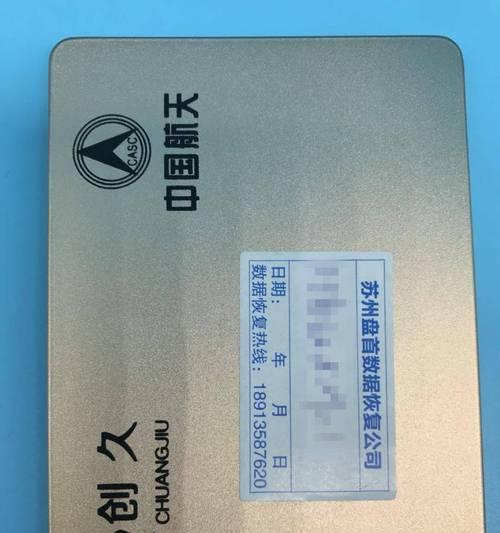 CASC
中国航天
苏州盘首数据恢复公司
日期： 年 月 日
数据恢复热线：18913587620
创久
CHUANGJIU